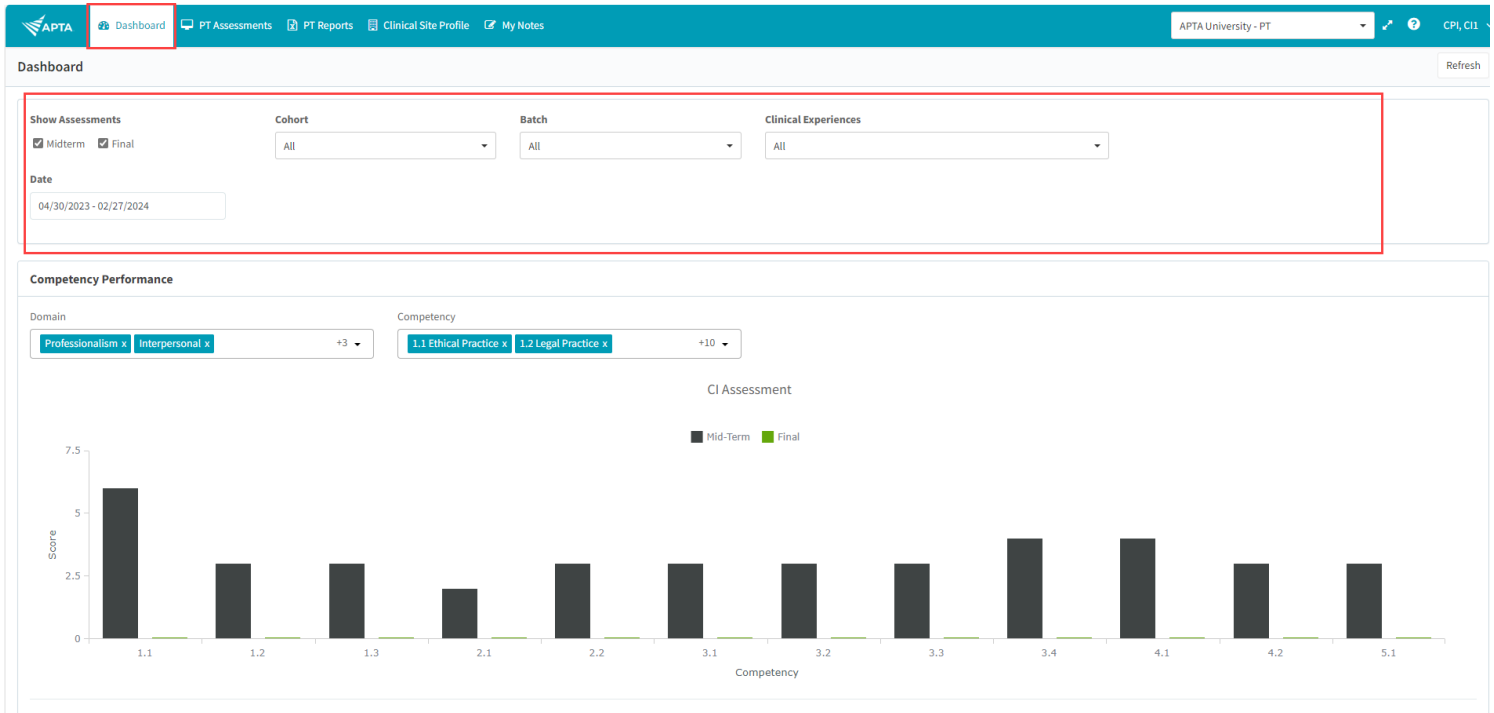 APTA Dashboard PT Assessments PT Reports Clinical Site Profile My Notes APTA University - PT CPI, CI1
Dashboard Refresh
Show Assessments Cohort Batch Clinical Experiences
Midterm Final All All All
Date
04/30/2023 - 02/27/2024
Competency Performance
Domain Competency
Professionalism x Interpersonal x +3 1.1 Ethical Practice x 1.2 Legal Practice x +10
CI Assessment
Mid-Term Final
7.5
5
Score
2.5
0
1.1 1.2 1.3 2.1 2.2 3.1 3.2 3.3 3.4 4.1 4.2 5.1
Competency